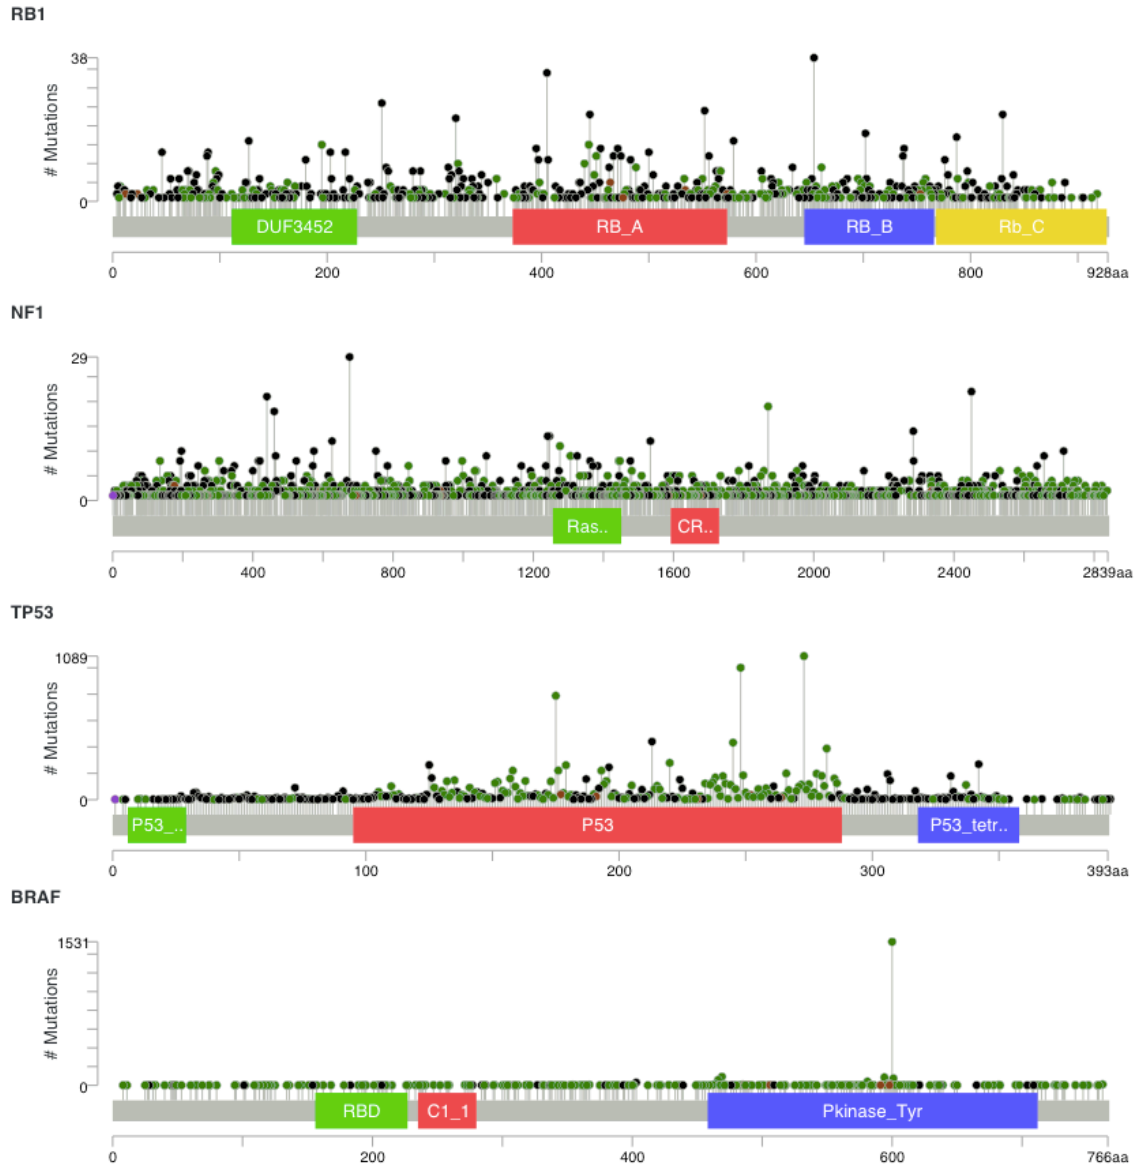 RB1
38
# Mutations
0
DUF3452 RB_A RB_B Rb_C
0 200 400 600 800 928aa
NF1
29
# Mutations
0
Ras.. CR..
0 400 800 1200 1600 2000 2400 2839aa
TP53
1089
# Mutations
0
P53_.. P53 P53_tetr..
0 100 200 300 393aa
BRAF
1531
# Mutations
0
RBD C1_1 Pkinase_Tyr
0 200 400 600 766aa